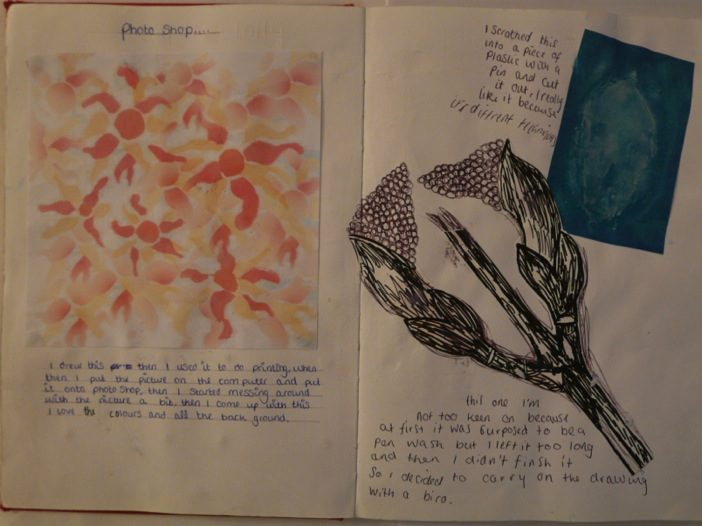 Photo Shop.....
I drew this then I used it to do printing, when
then I put the picture on the computer and put
it onto photo shop, then I started messing around
with the picture a bit, then I come up with this
I love the colours and all the back ground.
I Scrathed this
into a piece of
Plastic with a
Pin and cut
it out, I really
like it because
it's different
this one I'm
Not too keen on because
at first it was surposed to be a
pen wash but I left it too long
and then I didn't finsh it
So I decided to carry on the drawing
with a biro.